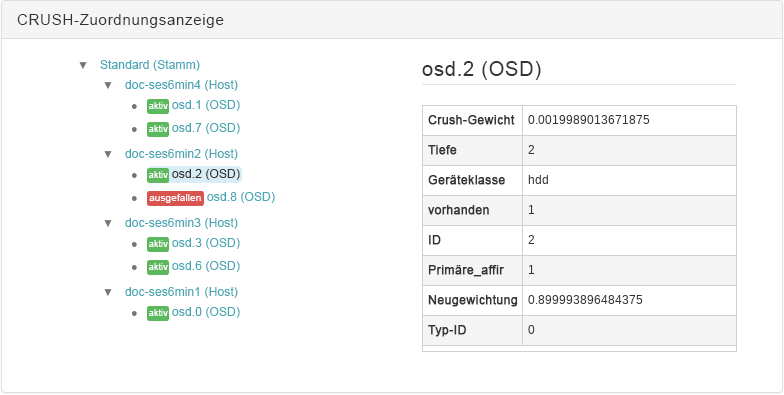 CRUSH-Zuordnungsanzeige
Standard (Stamm)
doc-ses6min4 (Host)
aktiv osd.1 (OSD)
aktiv osd.7 (OSD)
doc-ses6min2 (Host)
aktiv osd.2 (OSD)
ausgefallen osd.8 (OSD)
doc-ses6min3 (Host)
aktiv osd.3 (OSD)
aktiv osd.6 (OSD)
doc-ses6min1 (Host)
aktiv osd.0 (OSD)
osd.2 (OSD)
Crush-Gewicht 0.0019989013671875
Tiefe 2
Geräteklasse hdd
vorhanden 1
ID 2
Primäre_affir 1
Neugewichtung 0.899993896484375
Typ-ID 0